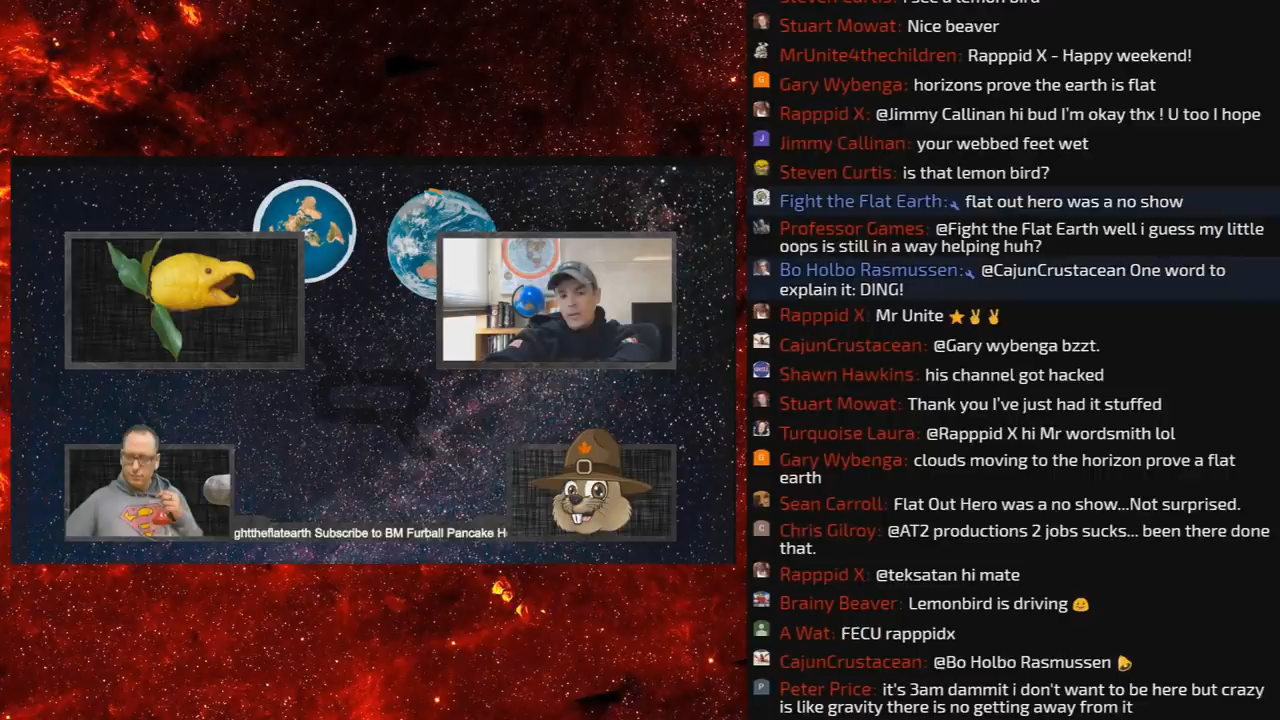 Steven Curtis: I see a lemon bird
Stuart Mowat: Nice beaver
MrUnite4thechildren: Rapppid X - Happy weekend!
Gary Wybenga: horizons prove the earth is flat
Rapppid X: @Jimmy Callinan hi bud I'm okay thx ! U too I hope
Jimmy Callinan: your webbed feet wet
Steven Curtis: is that lemon bird?
Fight the Flat Earth: flat out hero was a no show
Professor Games: @Fight the Flat Earth well i guess my little
oops is still in a way helping huh?
Bo Holbo Rasmussen: @CajunCrustacean One word to
explain it: DING!
Rapppid X: Mr Unite ⭐✌✌
CajunCrustacean: @Gary wybenga bzzt.
Shawn Hawkins: his channel got hacked
Stuart Mowat: Thank you I've just had it stuffed
Turquoise Laura: @Rapppid X hi Mr wordsmith lol
Gary Wybenga: clouds moving to the horizon prove a flat
earth
Sean Carroll: Flat Out Hero was a no show...Not surprised.
Chris Gilroy: @AT2 productions 2 jobs sucks... been there done
that.
Rapppid X: @teksatan hi mate
Brainy Beaver: Lemonbird is driving 🤗
A Wat: FECU rapppidx
CajunCrustacean: @Bo Holbo Rasmussen
Peter Price: it's 3am dammit i don't want to be here but crazy
is like gravity there is no getting away from it
ghttheflatearth Subscribe to BM Furball Pancake H